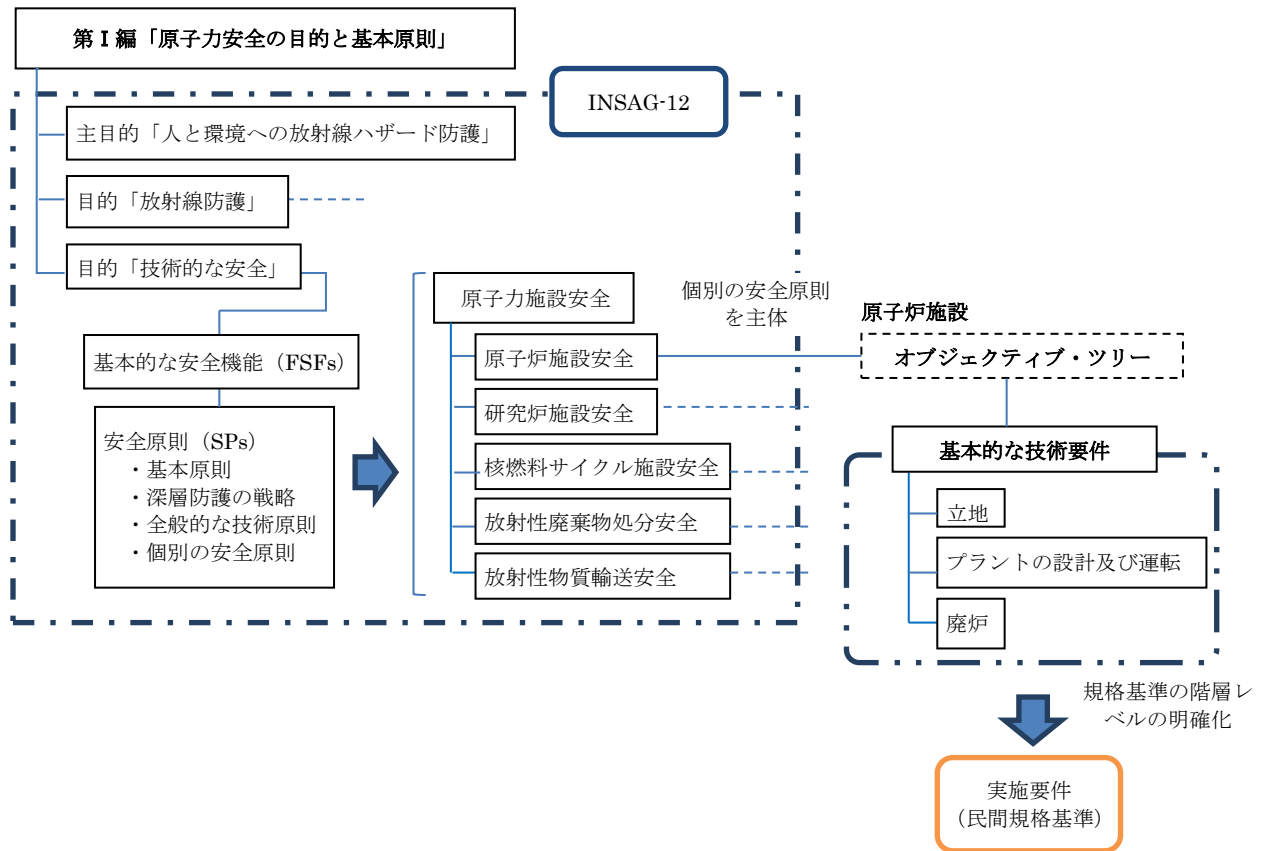 第Ⅰ編「原子力安全の目的と基本原則」
INSAG-12
主目的「人と環境への放射線ハザード防護」
目的「放射線防護」
目的「技術的な安全」
基本的な安全機能（FSFs）
安全原則（SPs）
・基本原則
・深層防護の戦略
・全般的な技術原則
・個別の安全原則
原子力施設安全
原子炉施設安全
研究炉施設安全
核燃料サイクル施設安全
放射性廃棄物処分安全
放射性物質輸送安全
個別の安全原則
を主体
原子炉施設
オブジェクティブ・ツリー
基本的な技術要件
立地
プラントの設計及び運転
廃炉
規格基準の階層レ
ベルの明確化
実施要件
（民間規格基準）